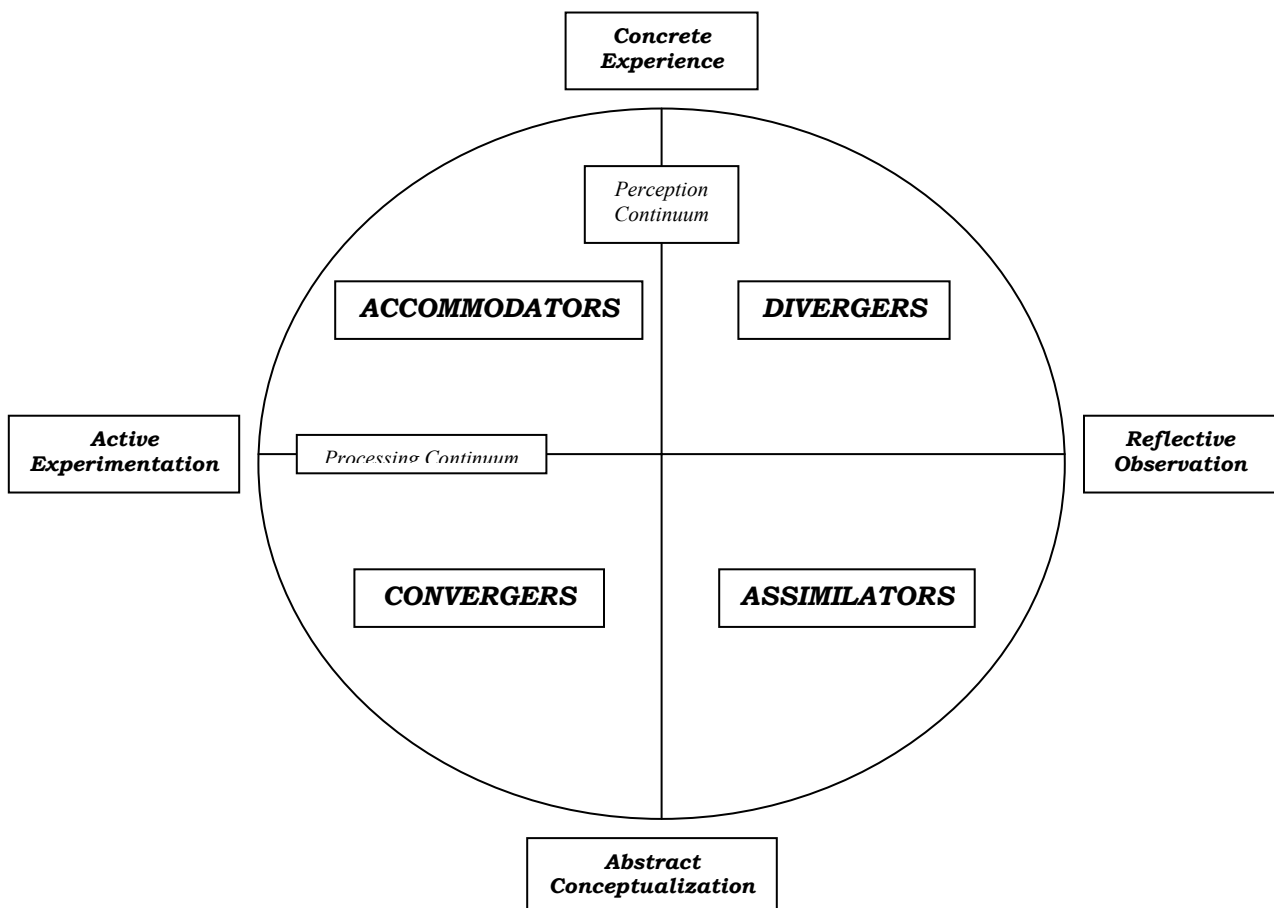 Concrete
Experience
Perception
Continuum
ACCOMMODATORS
DIVERGERS
Active
Experimentation
Processing Continuum
Reflective
Observation
CONVERGERS
ASSIMILATORS
Abstract
Conceptualization